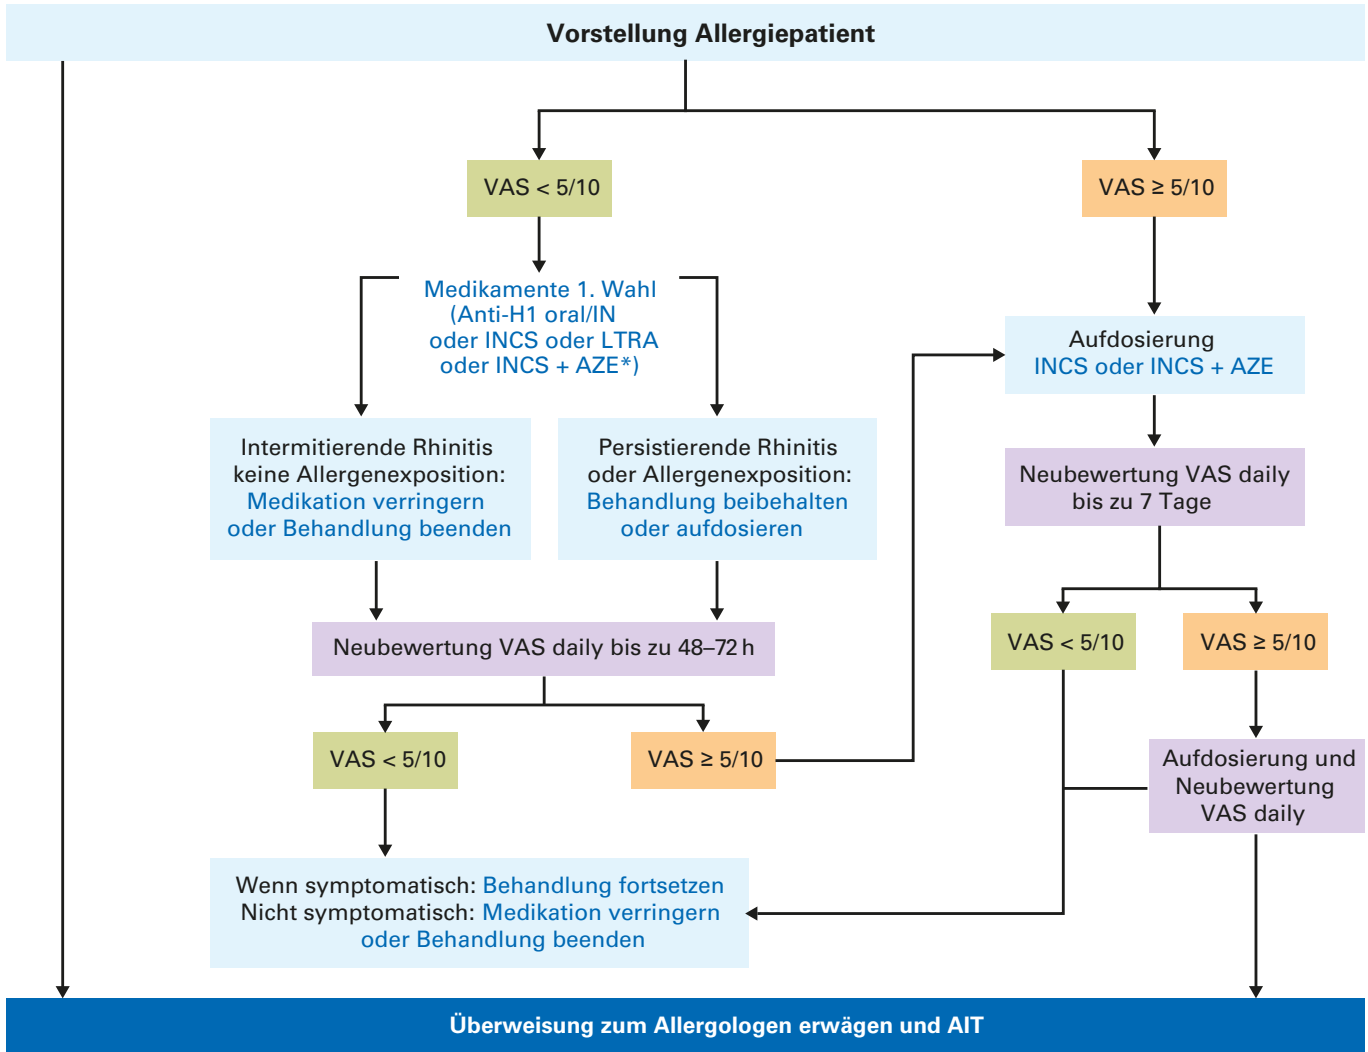 Vorstellung Allergiepatient
VAS < 5/10
VAS ≥ 5/10
Medikamente 1. Wahl
(Anti-H1 oral/IN
oder INCS oder LTRA
oder INCS + AZE*)
Aufdosierung
INCS oder INCS + AZE
Intermitierende Rhinitis
keine Allergenexposition:
Medikation verringern
oder Behandlung beenden
Persistierende Rhinitis
oder Allergenexposition:
Behandlung beibehalten
oder aufdosieren
Neubewertung VAS daily
bis zu 7 Tage
Neubewertung VAS daily bis zu 48–72 h
VAS < 5/10
VAS ≥ 5/10
VAS < 5/10
VAS ≥ 5/10
Aufdosierung und
Neubewertung
VAS daily
Wenn symptomatisch: Behandlung fortsetzen
Nicht symptomatisch: Medikation verringern
oder Behandlung beenden
Überweisung zum Allergologen erwägen und AIT